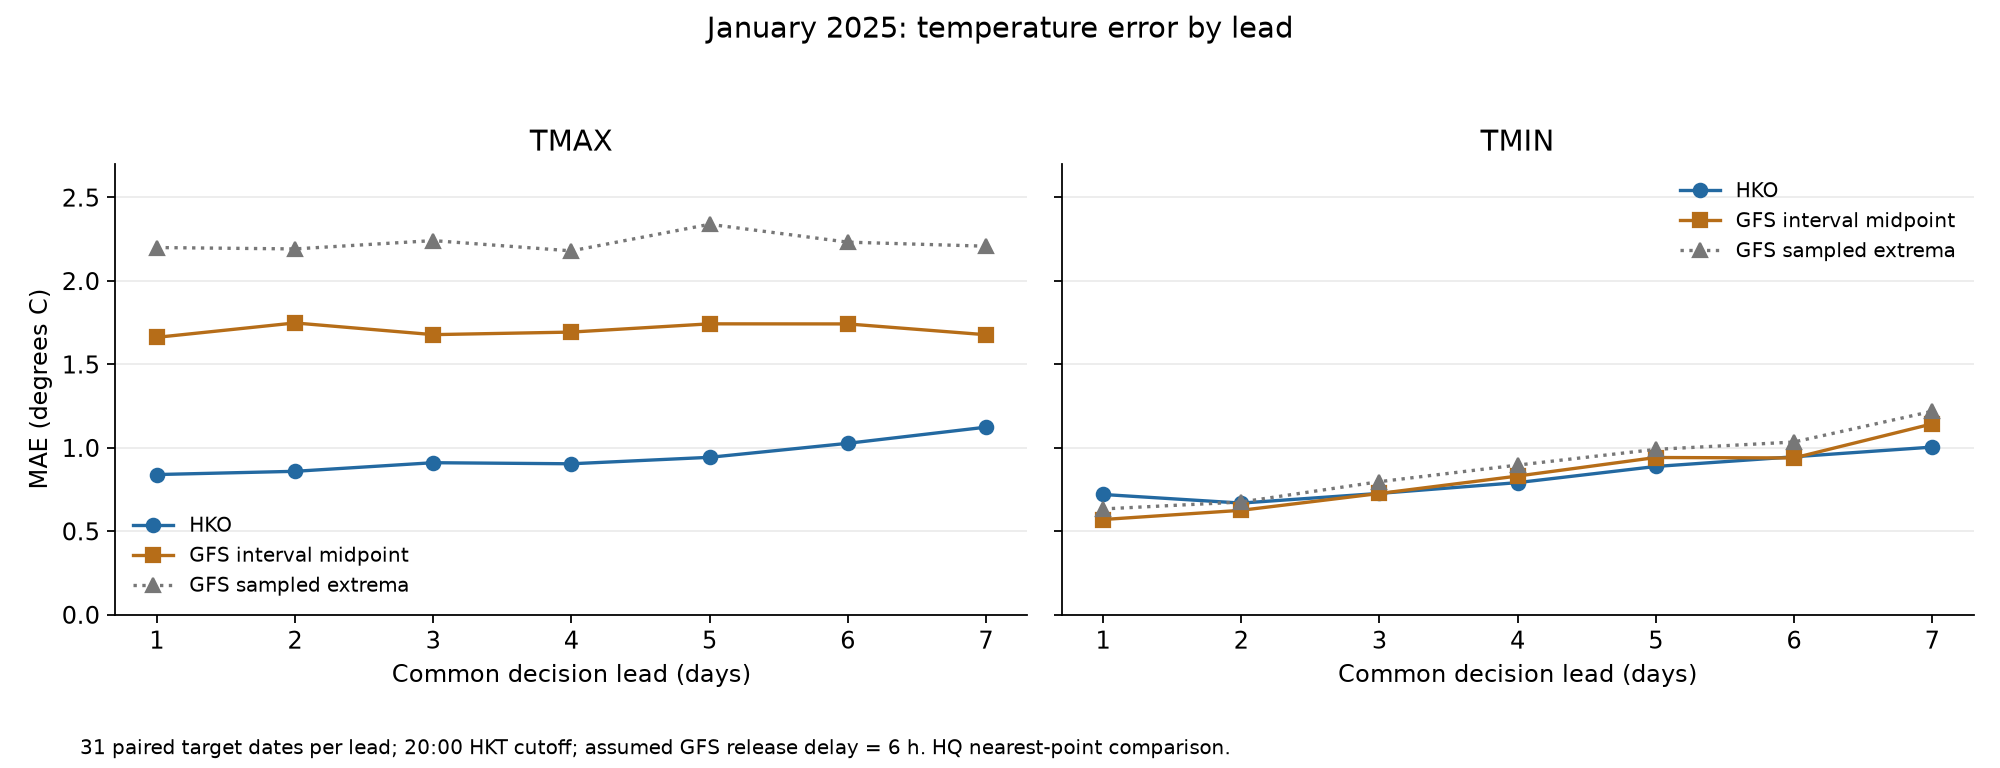 January 2025: temperature error by lead
TMAX
MAE (degrees C)
2.5
2.0
1.5
1.0
0.5
0.0
HKO
GFS interval midpoint
GFS sampled extrema
1 2 3 4 5 6 7
Common decision lead (days)
TMIN
HKO
GFS interval midpoint
GFS sampled extrema
1 2 3 4 5 6 7
Common decision lead (days)
31 paired target dates per lead; 20:00 HKT cutoff; assumed GFS release delay = 6 h. HQ nearest-point comparison.